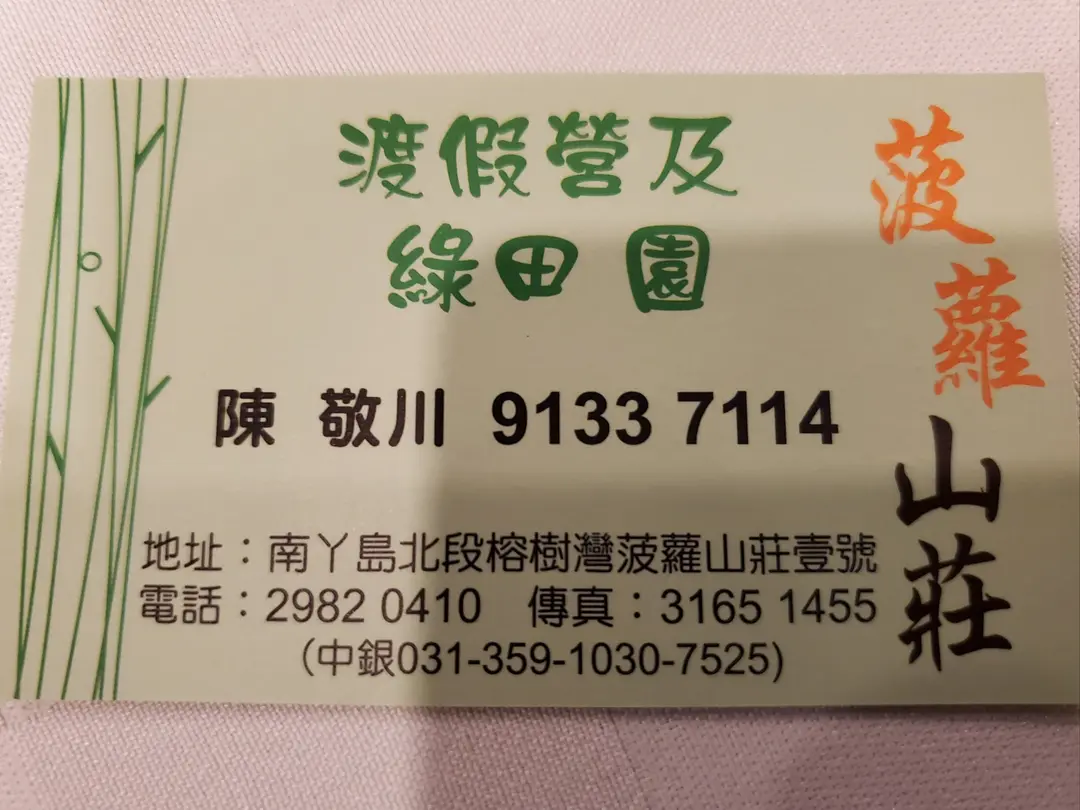 渡假營及
綠田園
菠蘿山莊
陳 敬川 9133 7114
地址：南丫島北段榕樹灣菠蘿山莊壹號
電話：2982 0410 傳真：3165 1455
(中銀031-359-1030-7525)